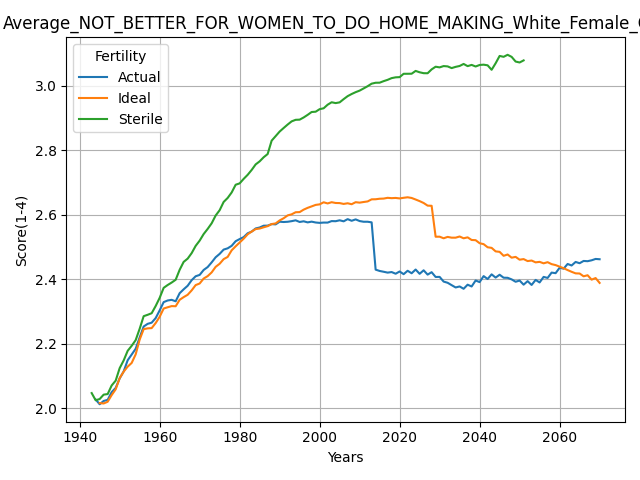 Average_NOT_BETTER_FOR_WOMEN_TO_DO_HOME_MAKING_White_Female_
Fertility
Actual
Ideal
Sterile
Score(1-4)
3.0
2.8
2.6
2.4
2.2
2.0
1940
1960
1980
2000
2020
2040
2060
Years